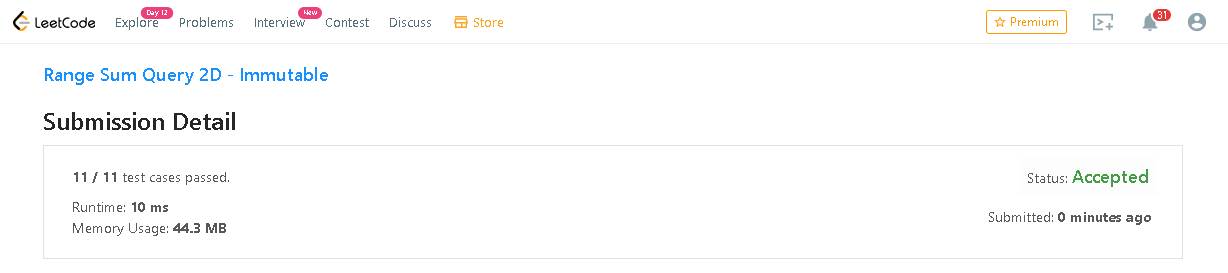 LeetCode Explore Day 12 Problems Interview New Contest Discuss Store Premium 31
Range Sum Query 2D - Immutable
Submission Detail
11 / 11 test cases passed.
Status: Accepted
Runtime: 10 ms
Submitted: 0 minutes ago
Memory Usage: 44.3 MB